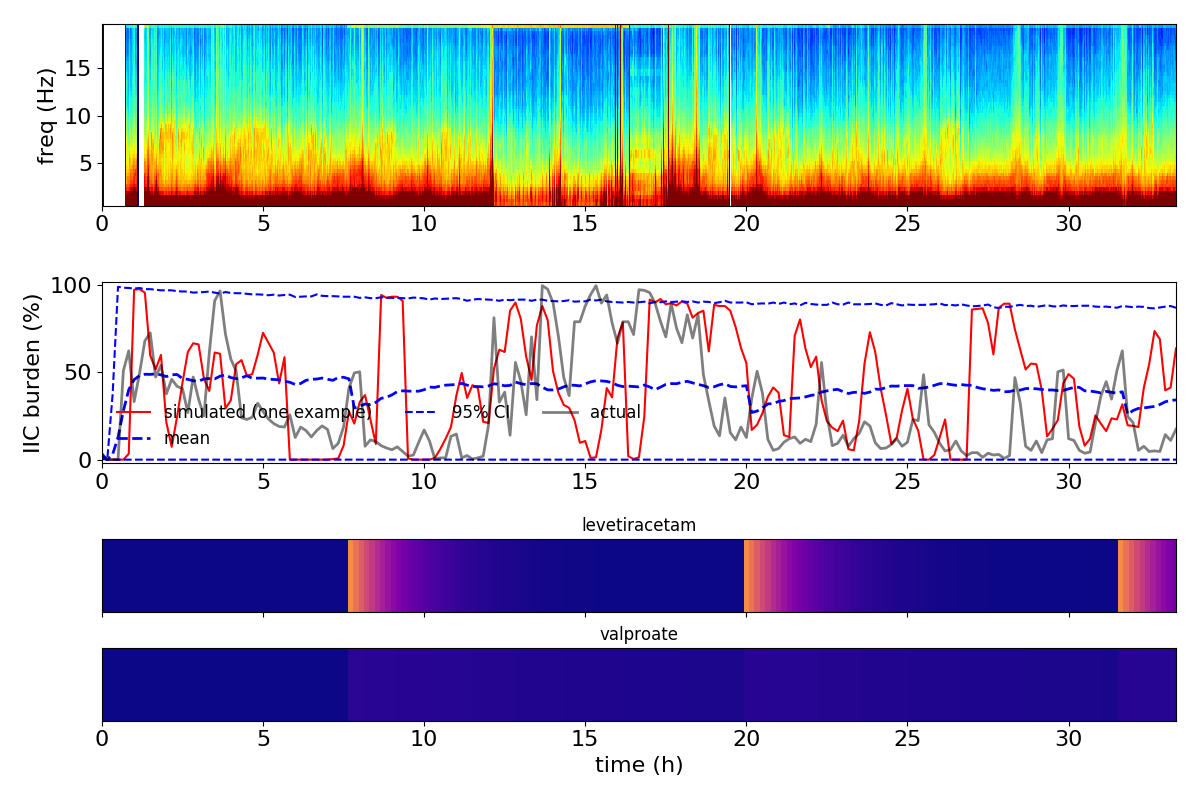 freq (Hz)
15
10
5
0 5 10 15 20 25 30
IIC burden (%)
100
50
0
simulated (one example)
mean
95% CI
actual
0 5 10 15 20 25 30
levetiracetam
valproate
0 5 10 15 20 25 30
time (h)